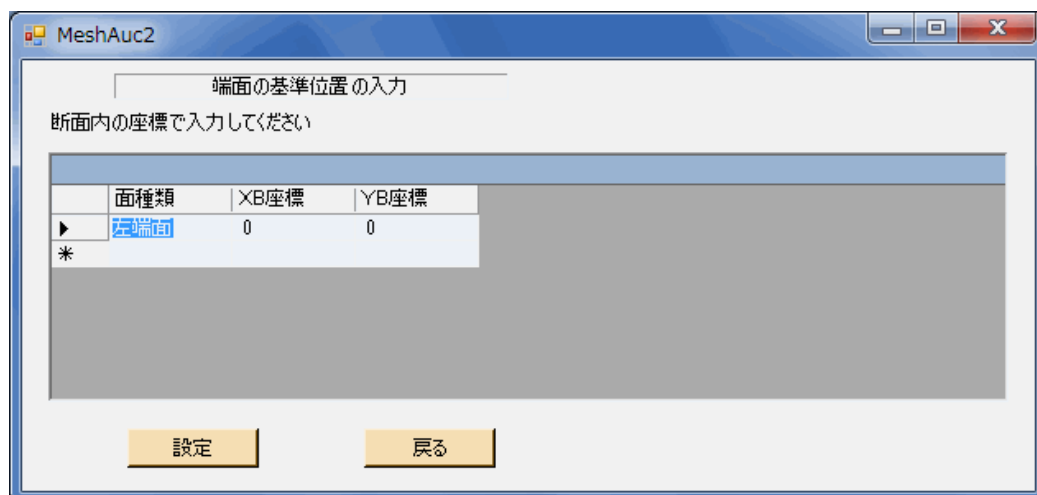 MeshAuc2
端面の基準位置の入力
断面内の座標で入力してください
面種類 XB座標 YB座標
左端面 0 0
設定 戻る